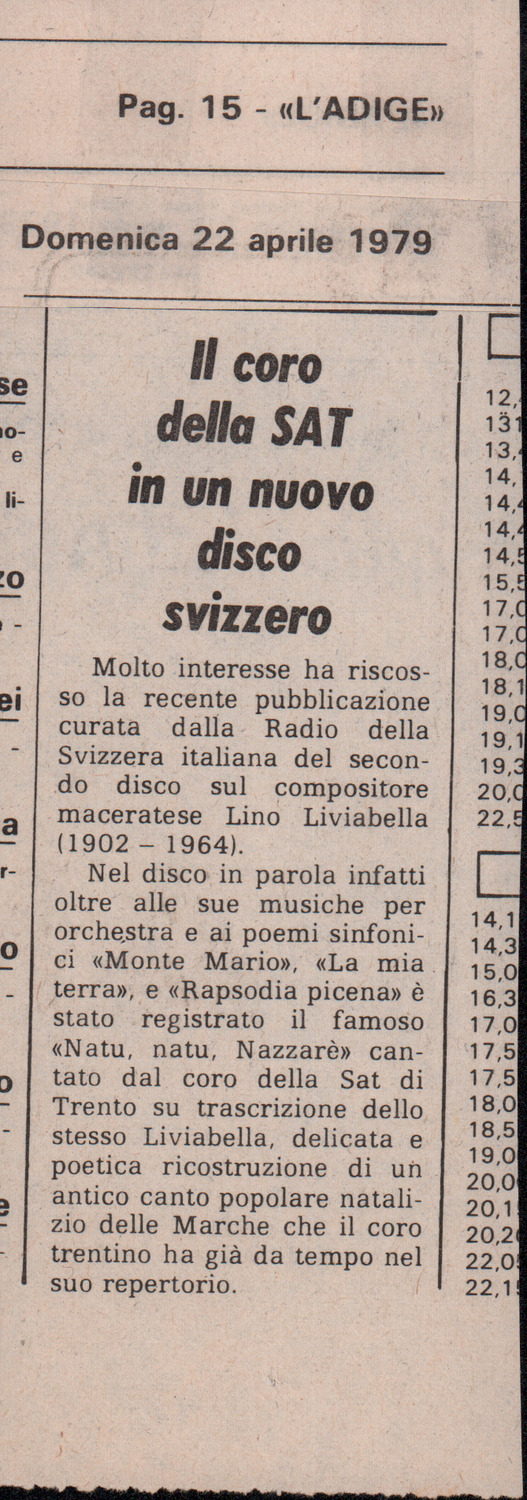 Pag. 15 - «L'ADIGE»
Domenica 22 aprile 1979
Il coro
della SAT
in un nuovo
disco
svizzero
Molto interesse ha riscos-
so la recente pubblicazione
curata dalla Radio della
Svizzera italiana del secon-
do disco sul compositore
maceratese Lino Liviabella
(1902 – 1964).
Nel disco in parola infatti
oltre alle sue musiche per
orchestra e ai poemi sinfoni-
ci «Monte Mario», «La mia
terra», e «Rapsodia picena» è
stato registrato il famoso
«Natu, natu, Nazzarè» can-
tato dal coro della Sat di
Trento su trascrizione dello
stesso Liviabella, delicata e
poetica ricostruzione di un
antico canto popolare natali-
zio delle Marche che il coro
trentino ha già da tempo nel
suo repertorio.